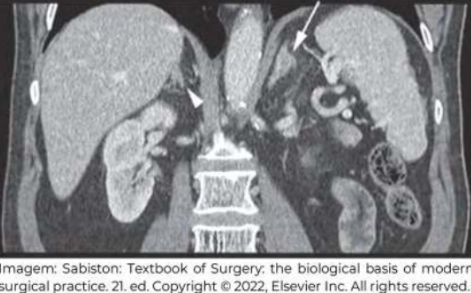 Imagem: Sabiston: Textbook of Surgery: the biological basis of modern
surgical practice. 21. ed. Copyright © 2022, Elsevier Inc. All rights reserved.